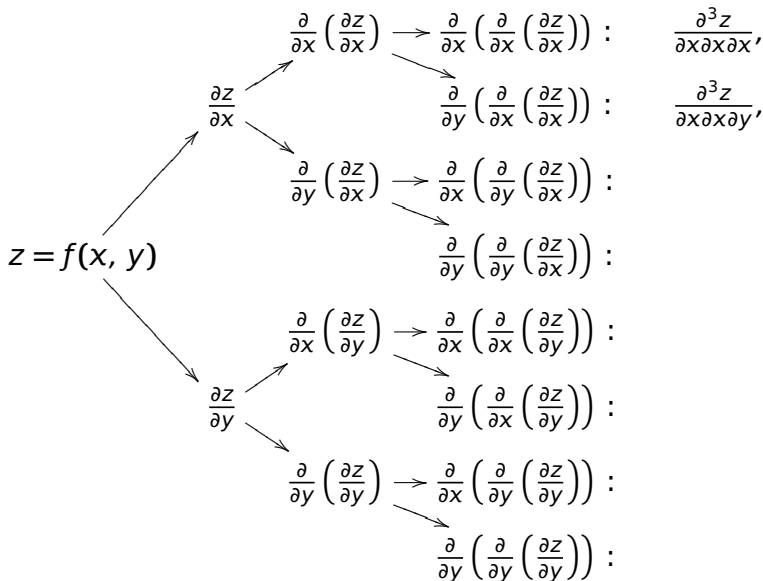 ∂/∂x (∂z/∂x) → ∂/∂x (∂/∂x (∂z/∂x)) : ∂³z/∂x∂x∂x,
∂z/∂x ∂/∂y (∂/∂x (∂z/∂x)) : ∂³z/∂x∂x∂y,
∂/∂y (∂z/∂x) → ∂/∂x (∂/∂y (∂z/∂x)) :
z = f(x, y) ∂/∂y (∂/∂y (∂z/∂x)) :
∂/∂x (∂z/∂y) → ∂/∂x (∂/∂x (∂z/∂y)) :
∂z/∂y ∂/∂y (∂/∂x (∂z/∂y)) :
∂/∂y (∂z/∂y) → ∂/∂x (∂/∂y (∂z/∂y)) :
∂/∂y (∂/∂y (∂z/∂y)) :